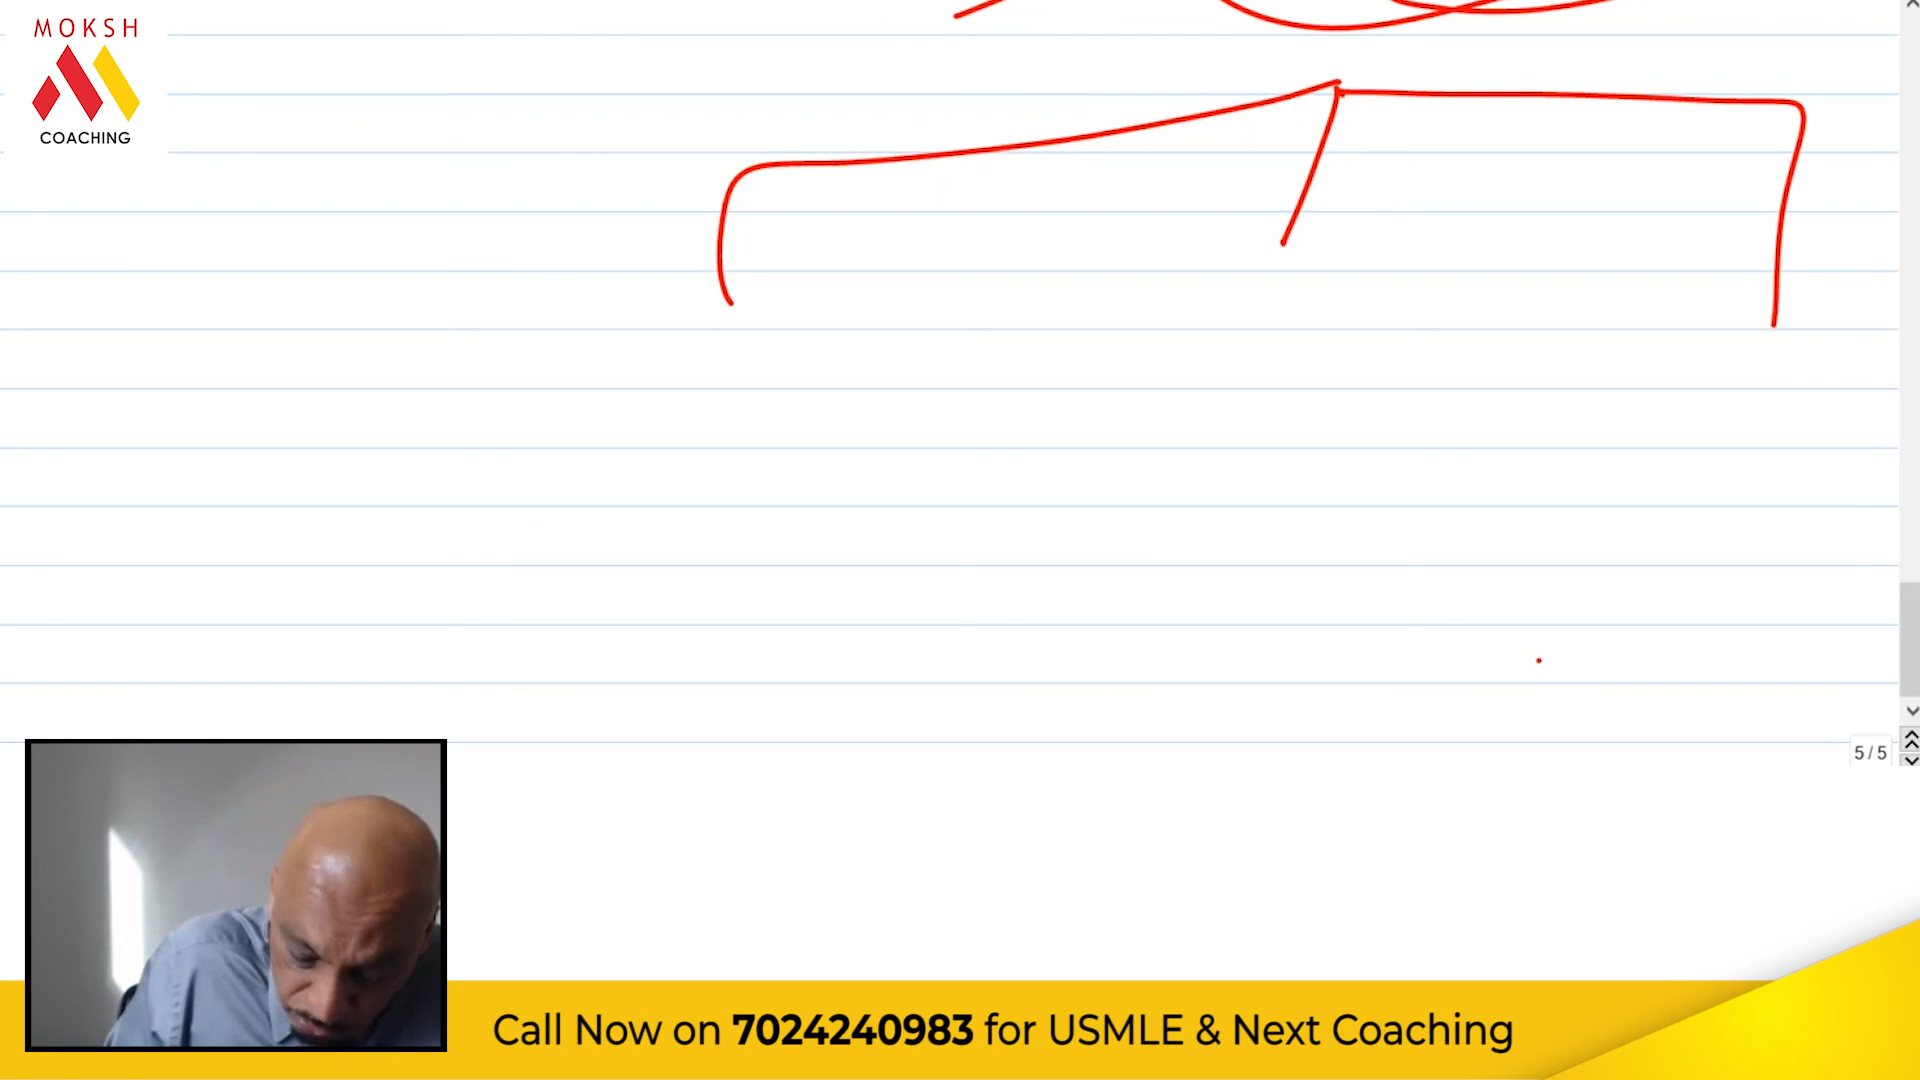 MOKSH
COACHING
5 / 5
Call Now on 7024240983 for USMLE & Next Coaching